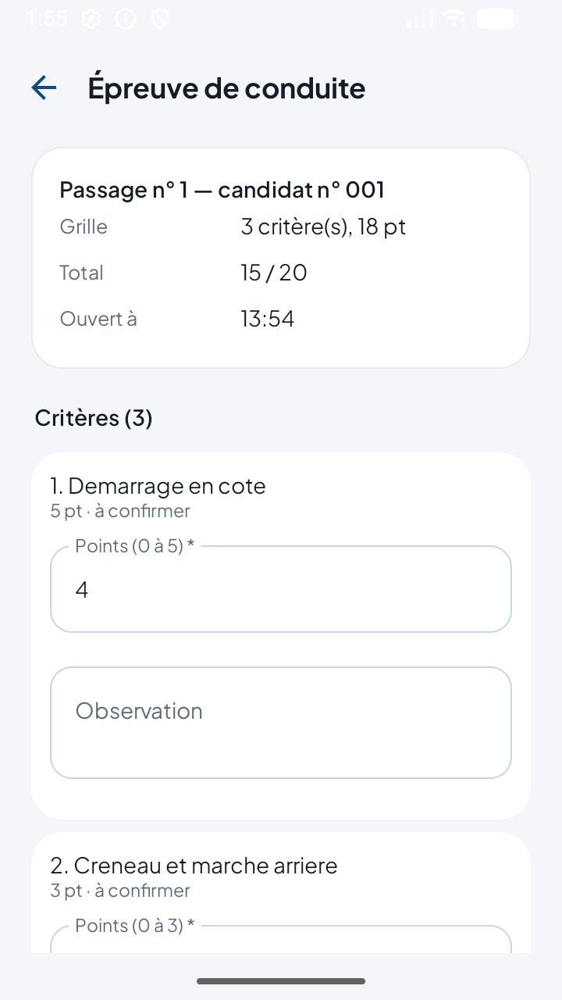 1:55
Épreuve de conduite
Passage n° 1 — candidat n° 001
Grille 3 critère(s), 18 pt
Total 15 / 20
Ouvert à 13:54
Critères (3)
1. Demarrage en cote
5 pt · à confirmer
Points (0 à 5) *
4
Observation
2. Creneau et marche arriere
3 pt · à confirmer
Points (0 à 3) *